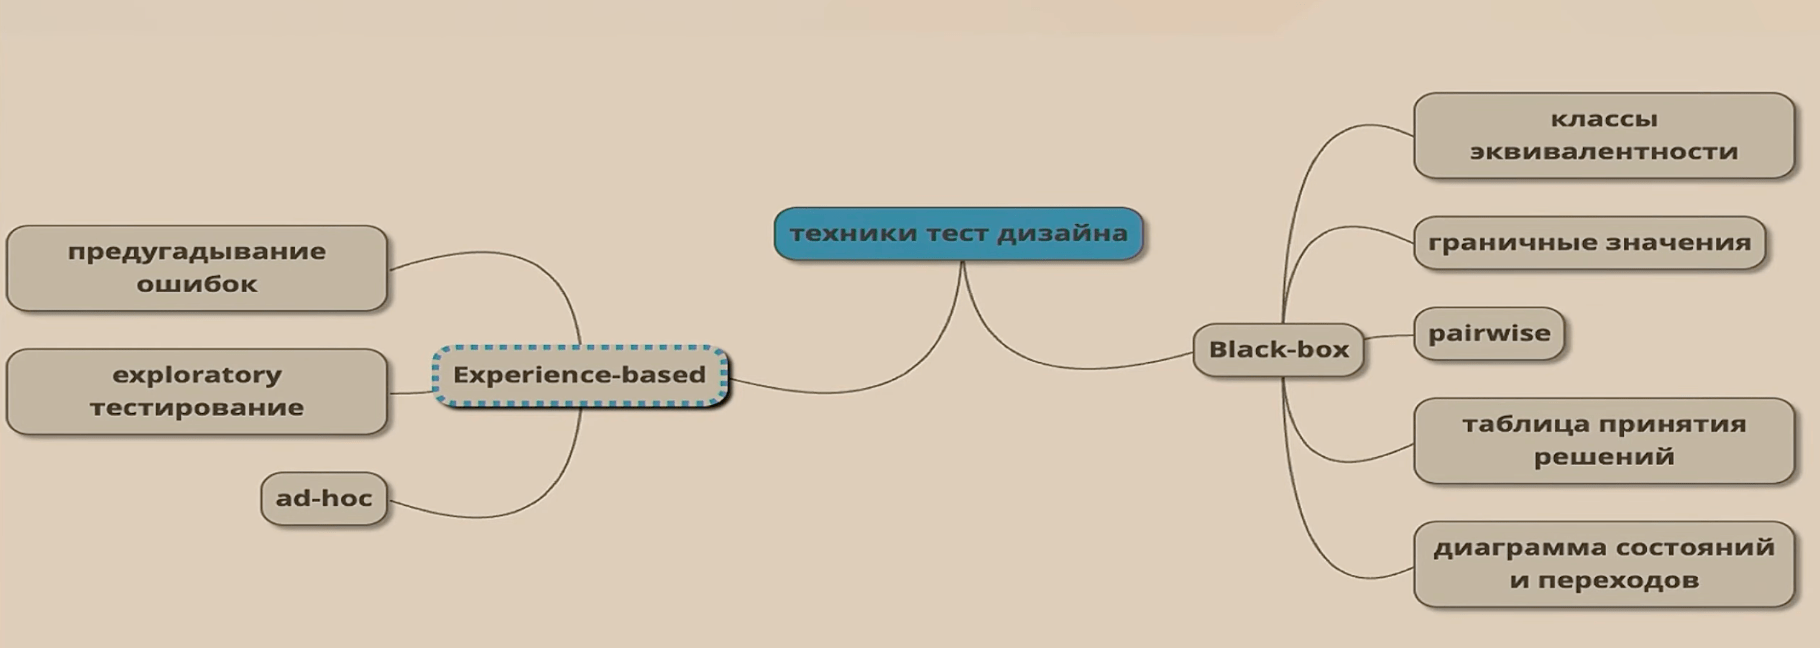 техники тест дизайна
предугадывание
ошибок
exploratory
тестирование
ad-hoc
Experience-based
Black-box
классы
эквивалентности
граничные значения
pairwise
таблица принятия
решений
диаграмма состояний
и переходов